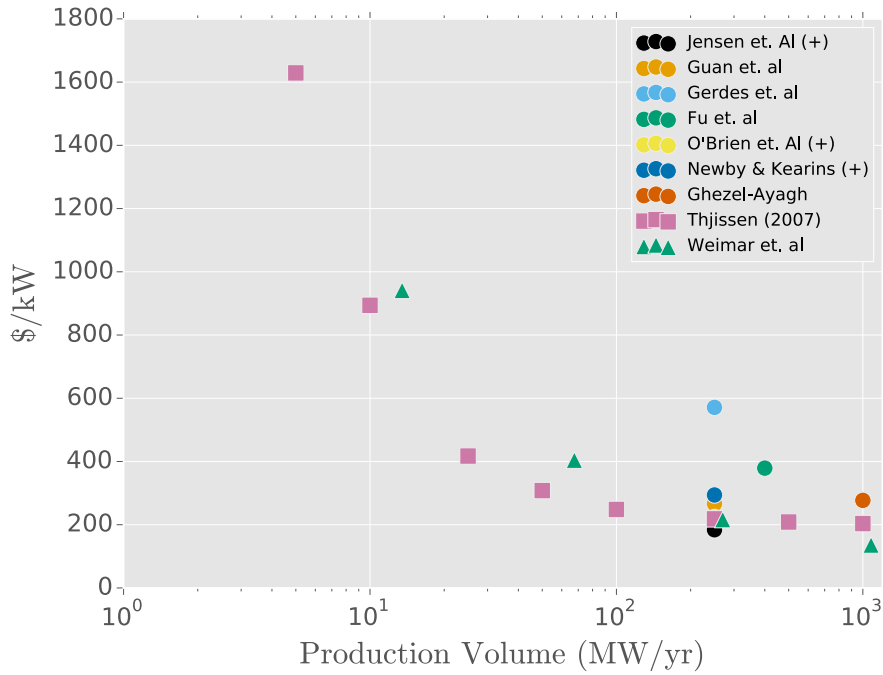 $/kW
1800
1600
1400
1200
1000
800
600
400
200
0
10^0
10^1
10^2
10^3
Production Volume (MW/yr)
Jensen et. Al (+)
Guan et. al
Gerdes et. al
Fu et. al
O'Brien et. Al (+)
Newby & Kearins (+)
Ghezel-Ayagh
Thjissen (2007)
Weimar et. al